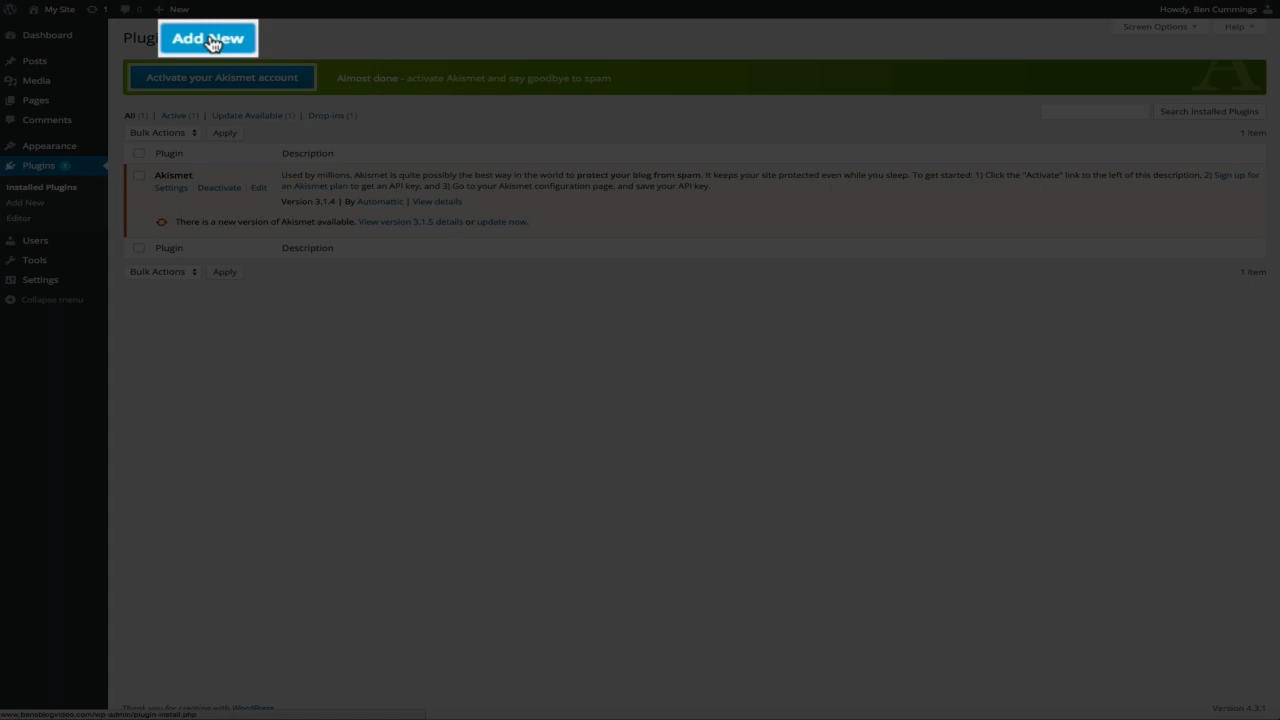 My Site 1 0 New Howdy, Ben Cummings
Dashboard
Posts
Media
Pages
Comments
Appearance
Plugins 1
Installed Plugins
Add New
Editor
Users
Tools
Settings
Collapse menu
Plugi Add New
Screen Options Help
Activate your Akismet account Almost done - activate Akismet and say goodbye to spam
All (1) | Active (1) | Update Available (1) | Drop-ins (1)
Search Installed Plugins
Bulk Actions Apply 1 item
Plugin Description
Akismet
Settings Deactivate | Edit
Used by millions, Akismet is quite possibly the best way in the world to protect your blog from spam. It keeps your site protected even while you sleep. To get started: 1) Click the "Activate" link to the left of this description, 2) Sign up for
an Akismet plan to get an API key, and 3) Go to your Akismet configuration page, and save your API key.
Version 3.1.4 | By Automattic | View details
There is a new version of Akismet available. View version 3.1.5 details or update now.
Plugin Description
Bulk Actions Apply 1 item
Thank you for creating with WordPress
Version 4.3.1
www.bensblogvideo.com/wp-admin/plugin-install.php